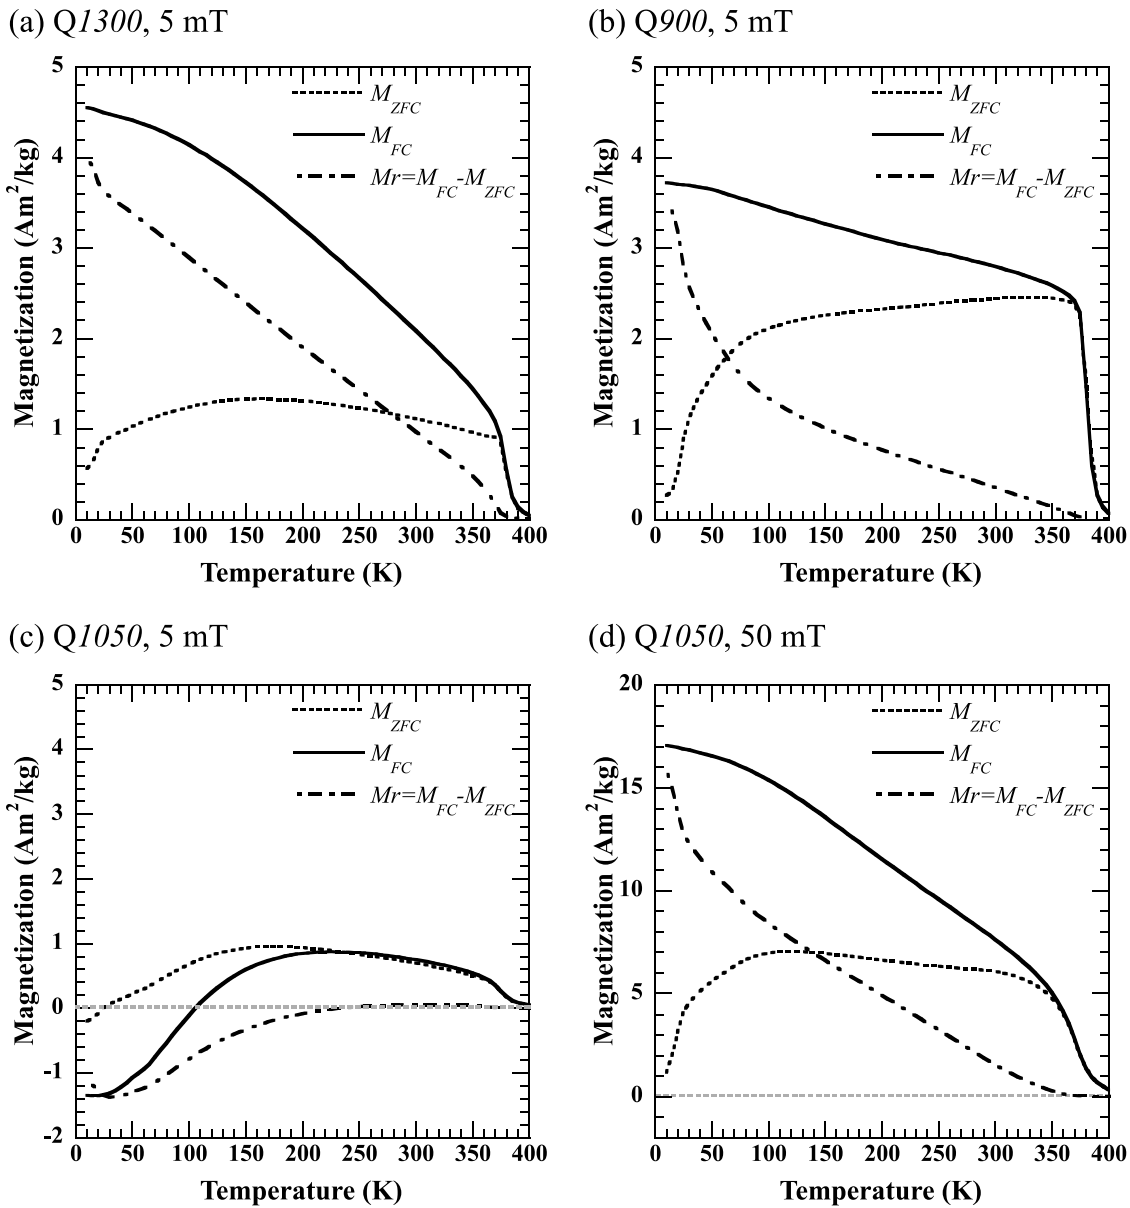 (a) Q1300, 5 mT
5
4
3
2
1
0
0 50 100 150 200 250 300 350 400
Magnetization (Am²/kg)
Temperature (K)
M_ZFC
M_FC
Mr=M_FC-M_ZFC
(b) Q900, 5 mT
5
4
3
2
1
0
0 50 100 150 200 250 300 350 400
Magnetization (Am²/kg)
Temperature (K)
M_ZFC
M_FC
Mr=M_FC-M_ZFC
(c) Q1050, 5 mT
5
4
3
2
1
0
-1
-2
0 50 100 150 200 250 300 350 400
Magnetization (Am²/kg)
Temperature (K)
M_ZFC
M_FC
Mr=M_FC-M_ZFC
(d) Q1050, 50 mT
20
15
10
5
0
0 50 100 150 200 250 300 350 400
Magnetization (Am²/kg)
Temperature (K)
M_ZFC
M_FC
Mr=M_FC-M_ZFC